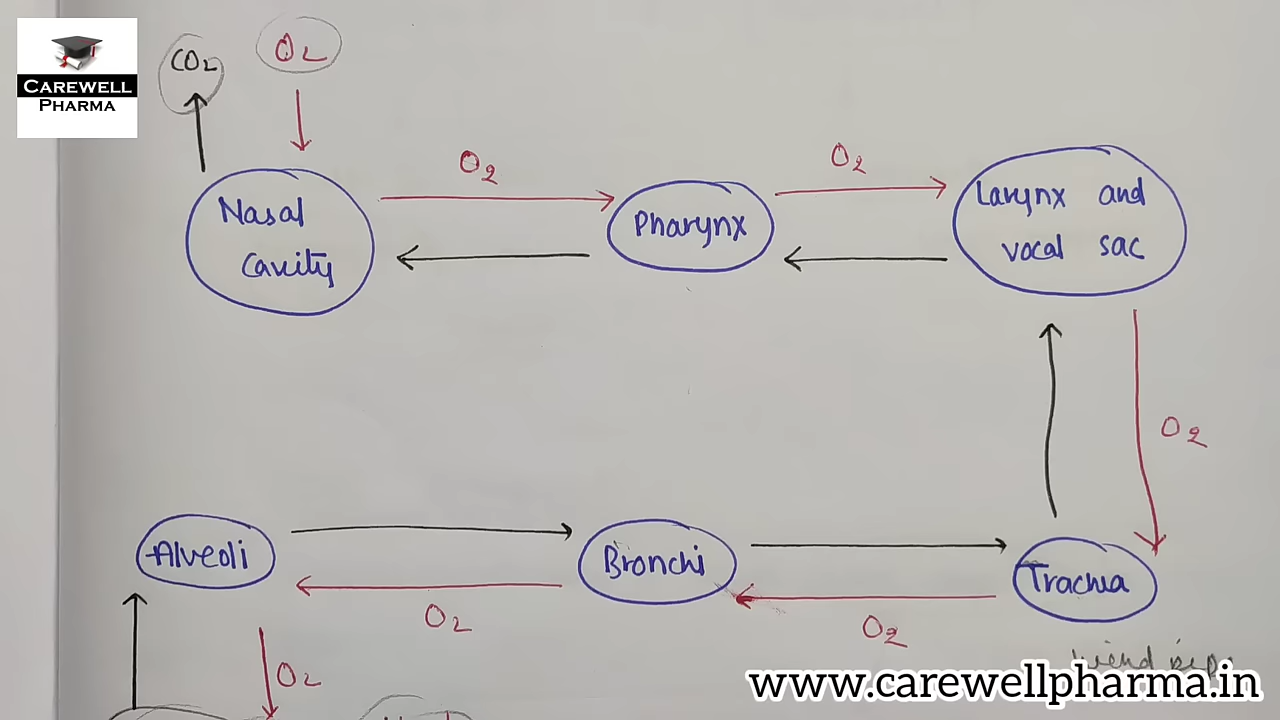 CAREWELL
PHARMA
CO2
O2
Nasal
Cavity
O2
Pharynx
O2
Larynx and
vocal sac
O2
Alveoli
O2
Bronchi
O2
Trachea
O2
www.carewellpharma.in